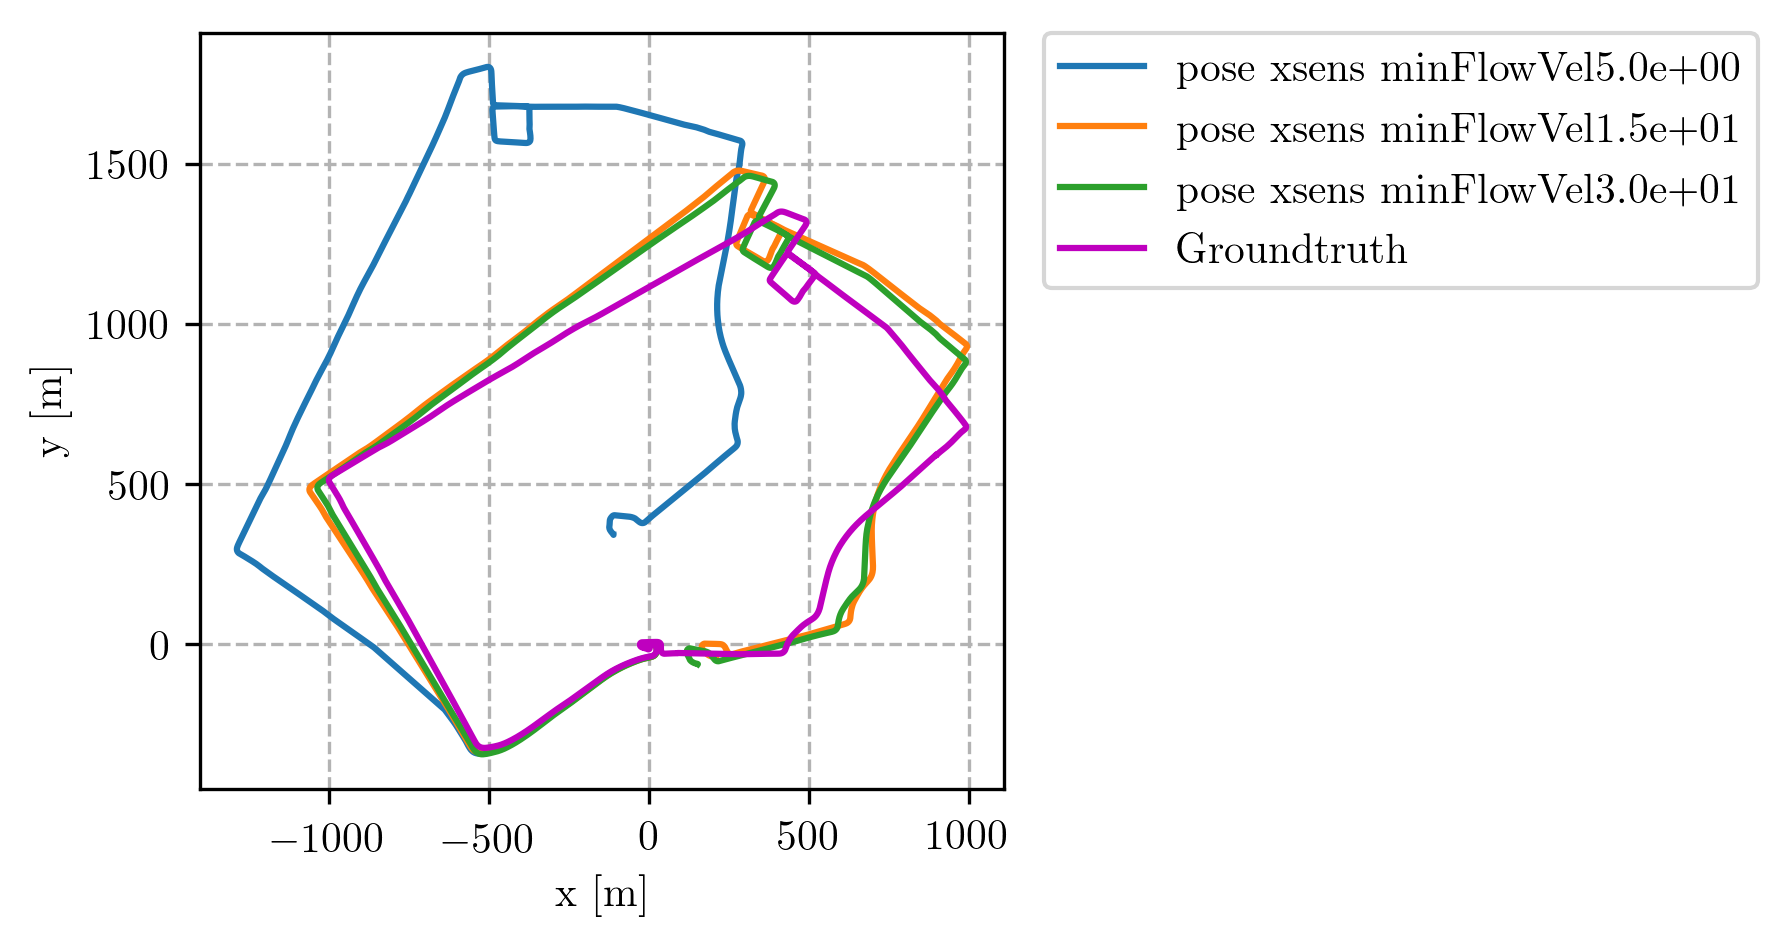 pose xsens minFlowVel5.0e+00
pose xsens minFlowVel1.5e+01
pose xsens minFlowVel3.0e+01
Groundtruth
1500
1000
500
0
y [m]
−1000 −500 0 500 1000
x [m]